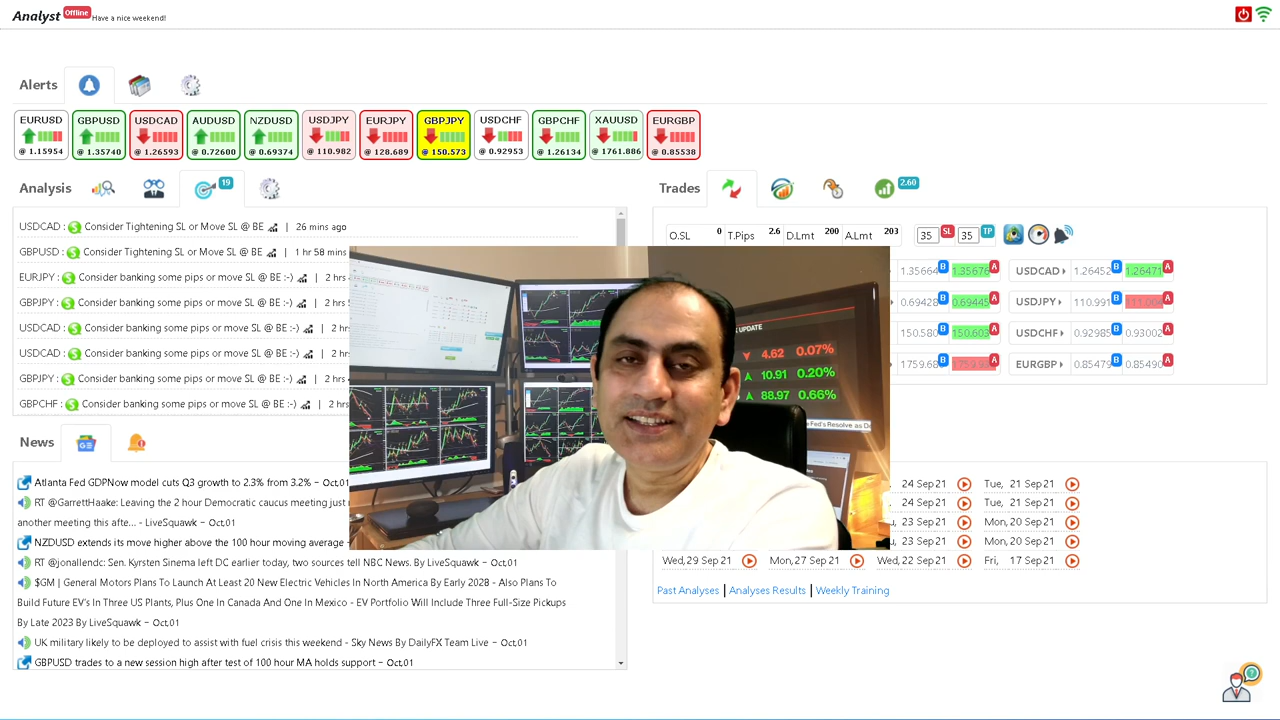 Analyst Offline Have a nice weekend!
Alerts
EURUSD GBPUSD USDCAD AUDUSD NZDUSD USDJPY EURJPY GBPJPY USDCHF GBPCHF XAUUSD EURGBP
@ 1.15954 @ 1.35740 @ 1.26593 @ 0.72600 @ 0.69374 @ 110.982 @ 128.689 @ 150.573 @ 0.92953 @ 1.26134 @ 1761.886 @ 0.85538
Analysis 19
USDCAD : Consider Tightening SL or Move SL @ BE | 26 mins ago
GBPUSD : Consider Tightening SL or Move SL @ BE | 1 hr 58 mins
EURJPY : Consider banking some pips or move SL @ BE :-) | 2 hrs
GBPJPY : Consider banking some pips or move SL @ BE :-) | 2 hrs
USDCAD : Consider banking some pips or move SL @ BE :-) | 2 hrs
USDCAD : Consider banking some pips or move SL @ BE :-) | 2 hrs
GBPJPY : Consider banking some pips or move SL @ BE :-) | 2 hrs
GBPCHF : Consider banking some pips or move SL @ BE :-) | 2 hrs
Trades 2.60
O.SL 0 T.Pips 2.6 D.Lmt 200 A.Lmt 203 35 SL 35 TP
1.35664 B 1.35676 A USDCAD 1.26452 B 1.26471 A
0.69428 B 0.69445 A USDJPY 110.991 B 111.004 A
150.580 B 150.603 A USDCHF 0.92985 B 0.93002 A
1759.68 B A EURGBP 0.85479 B 0.85490 A
UPDATE
4.62 0.07%
10.91 0.20%
88.97 0.66%
Fed's Resolve as
News
Atlanta Fed GDPNow model cuts Q3 growth to 2.3% from 3.2% - Oct,01
RT @GarrettHaake: Leaving the 2 hour Democratic caucus meeting just
another meeting this afte... - LiveSquawk - Oct,01
NZDUSD extends its move higher above the 100 hour moving average -
RT @jonallendc: Sen. Kyrsten Sinema left DC earlier today, two sources tell NBC News. By LiveSquawk - Oct,01
$GM | General Motors Plans To Launch At Least 20 New Electric Vehicles In North America By Early 2028 - Also Plans To
Build Future EV's In Three US Plants, Plus One In Canada And One In Mexico - EV Portfolio Will Include Three Full-Size Pickups
By Late 2023 By LiveSquawk - Oct,01
UK military likely to be deployed to assist with fuel crisis this weekend - Sky News By DailyFX Team Live - Oct,01
GBPUSD trades to a new session high after test of 100 hour MA holds support - Oct,01
24 Sep 21 Tue, 21 Sep 21
24 Sep 21 Tue, 21 Sep 21
23 Sep 21 Mon, 20 Sep 21
23 Sep 21 Mon, 20 Sep 21
Wed, 29 Sep 21 Mon, 27 Sep 21 Wed, 22 Sep 21 Fri, 17 Sep 21
Past Analyses | Analyses Results | Weekly Training